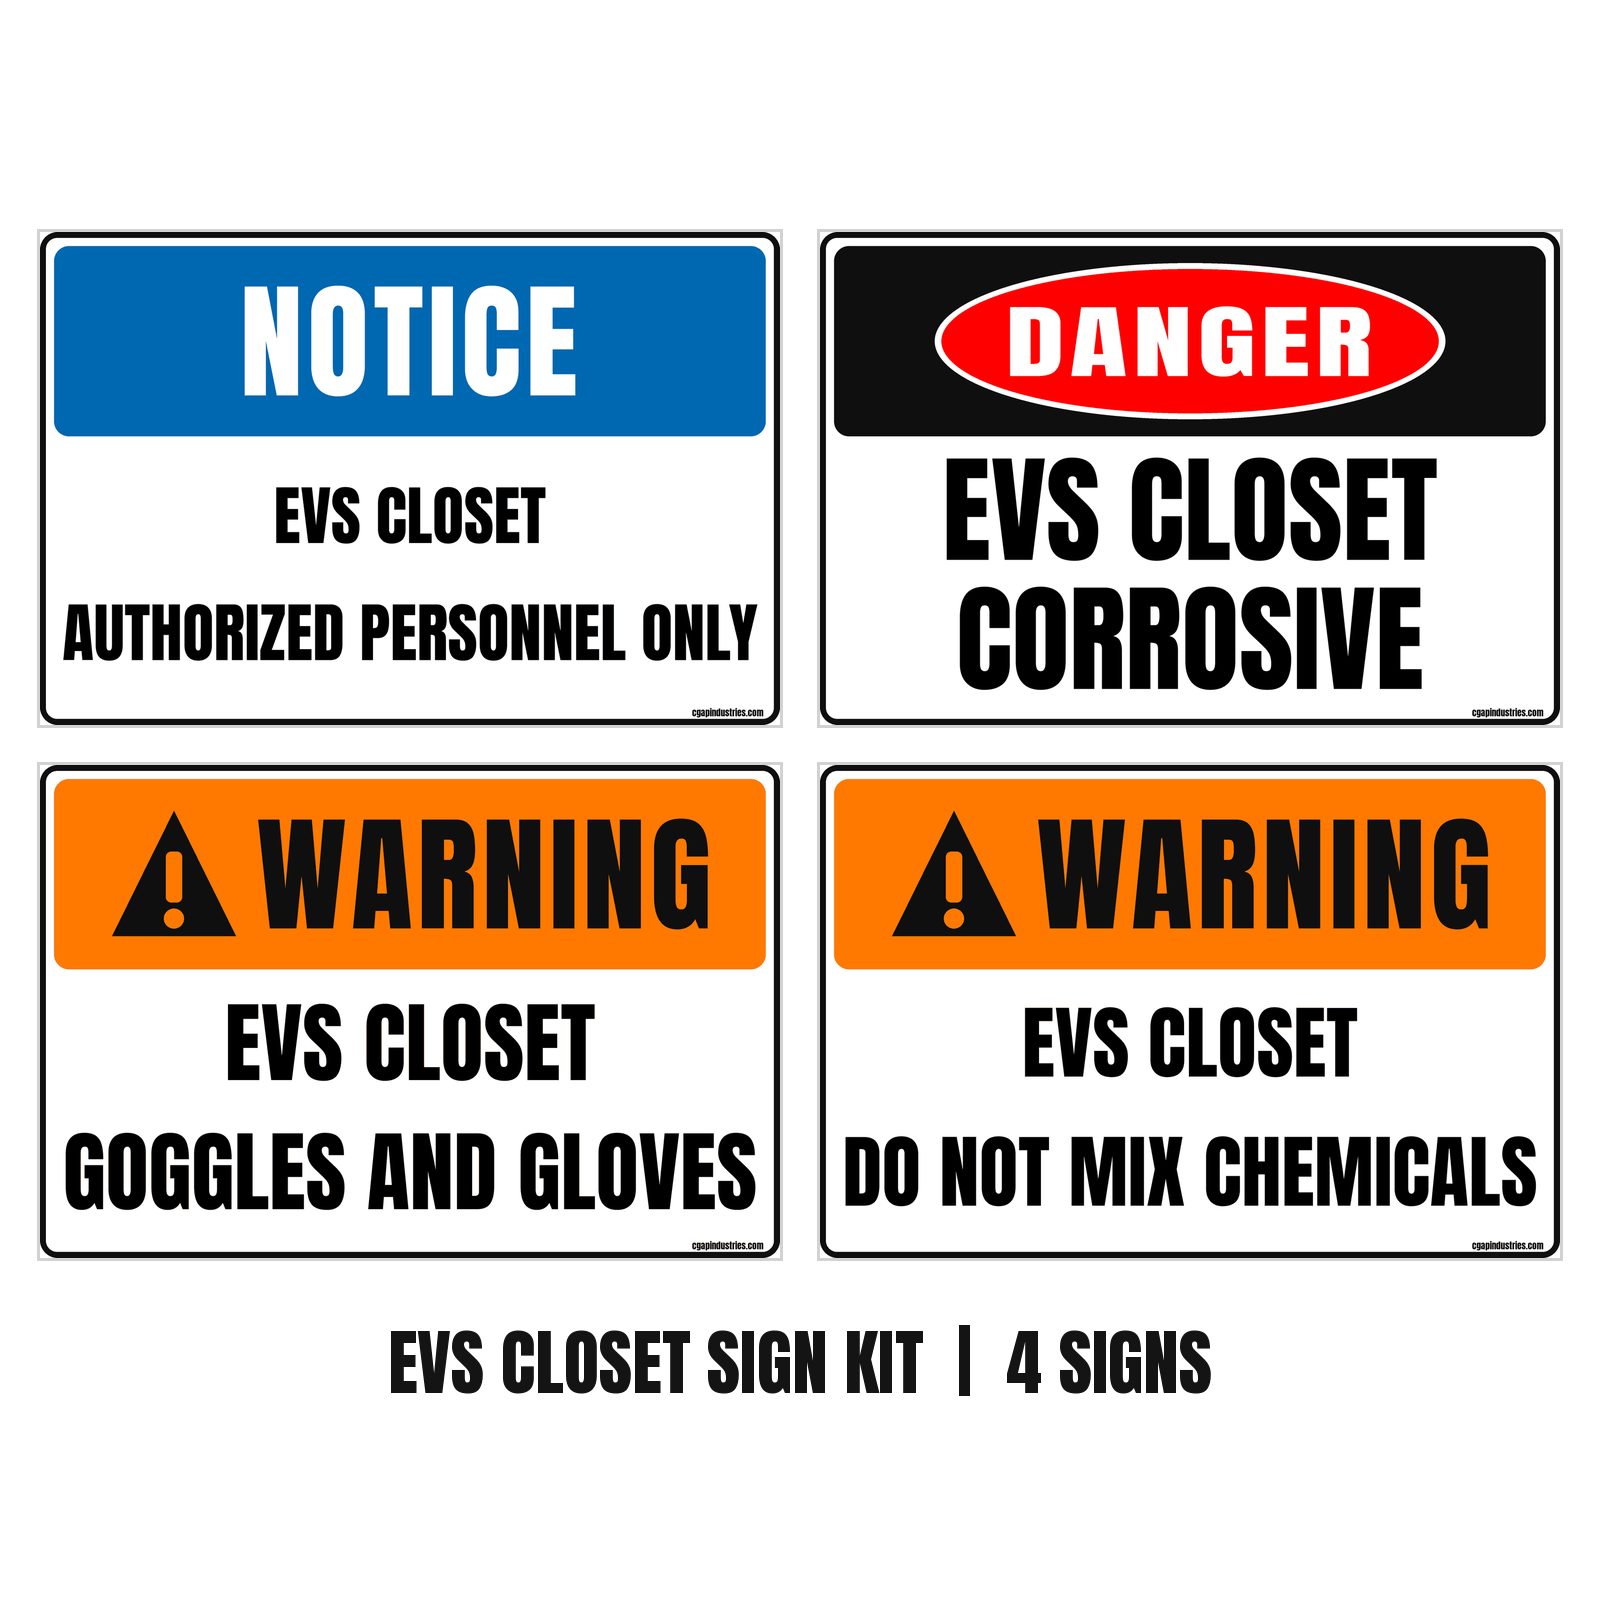 NOTICE
EVS CLOSET
AUTHORIZED PERSONNEL ONLY
cgapindustries.com
DANGER
EVS CLOSET
CORROSIVE
cgapindustries.com
WARNING
EVS CLOSET
GOGGLES AND GLOVES
cgapindustries.com
WARNING
EVS CLOSET
DO NOT MIX CHEMICALS
cgapindustries.com
EVS CLOSET SIGN KIT | 4 SIGNS